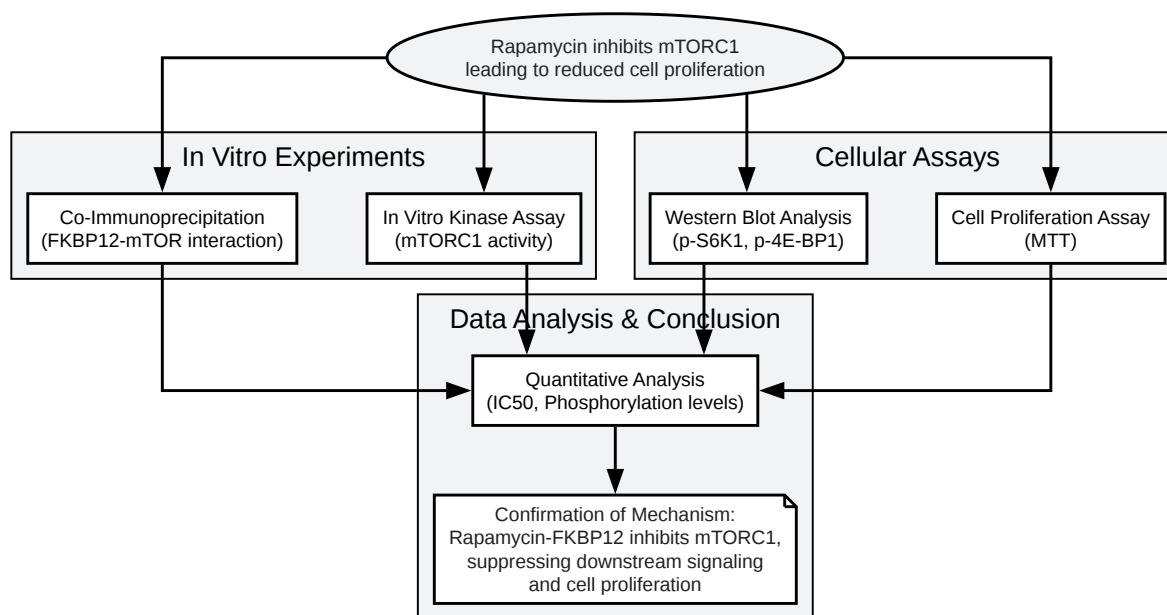 Rapamycin inhibits mTORC1
leading to reduced cell proliferation
In Vitro Experiments
Co-Immunoprecipitation
(FKBP12-mTOR interaction)
In Vitro Kinase Assay
(mTORC1 activity)
Cellular Assays
Western Blot Analysis
(p-S6K1, p-4E-BP1)
Cell Proliferation Assay
(MTT)
Data Analysis & Conclusion
Quantitative Analysis
(IC50, Phosphorylation levels)
Confirmation of Mechanism:
Rapamycin-FKBP12 inhibits mTORC1,
suppressing downstream signaling
and cell proliferation